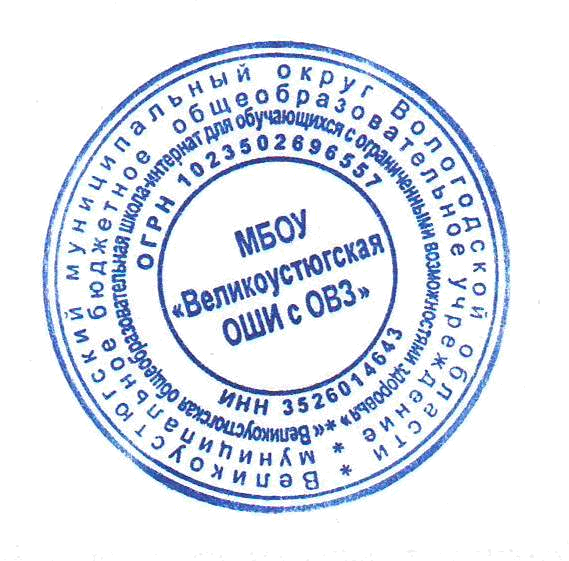 * Великоустюгский муниципальный округ Вологодской области
* муниципальное бюджетное общеобразовательное учреждение
* «Великоустюгская общеобразовательная школа-интернат для обучающихся с ограниченными возможностями здоровья»
ОГРН 1023502696557
ИНН 3526014643
МБОУ
«Великоустюгская
ОШИ с ОВЗ»